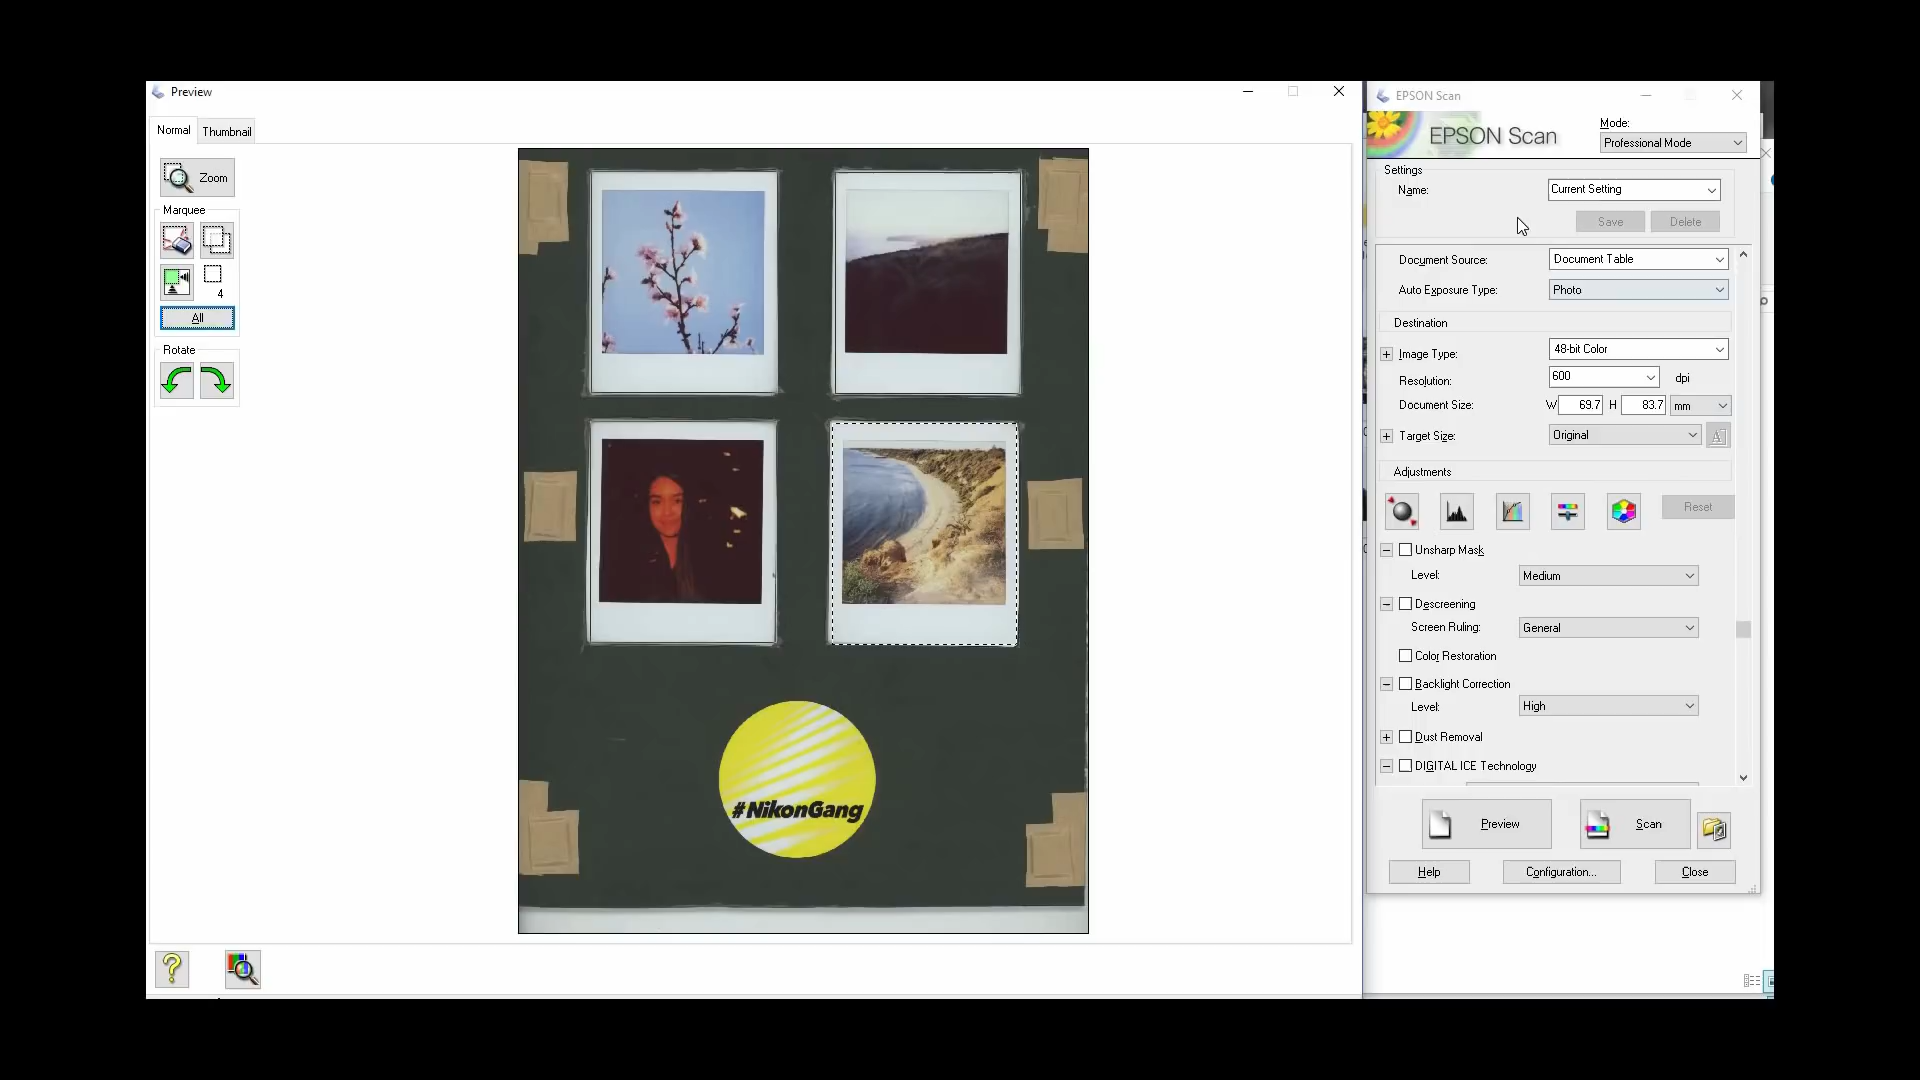 Preview
Normal
Thumbnail
Zoom
Marquee
4
All
Rotate
#NikonGang
EPSON Scan
EPSON Scan
Mode:
Professional Mode
Settings
Name:
Current Setting
Save
Delete
Document Source:
Document Table
Auto Exposure Type:
Photo
Destination
Image Type:
48-bit Color
Resolution:
600
dpi
Document Size:
W
69.7
H
83.7
mm
Target Size:
Original
Adjustments
Reset
Unsharp Mask
Level:
Medium
Descreening
Screen Ruling:
General
Color Restoration
Backlight Correction
Level:
High
Dust Removal
DIGITAL ICE Technology
Preview
Scan
Help
Configuration...
Close